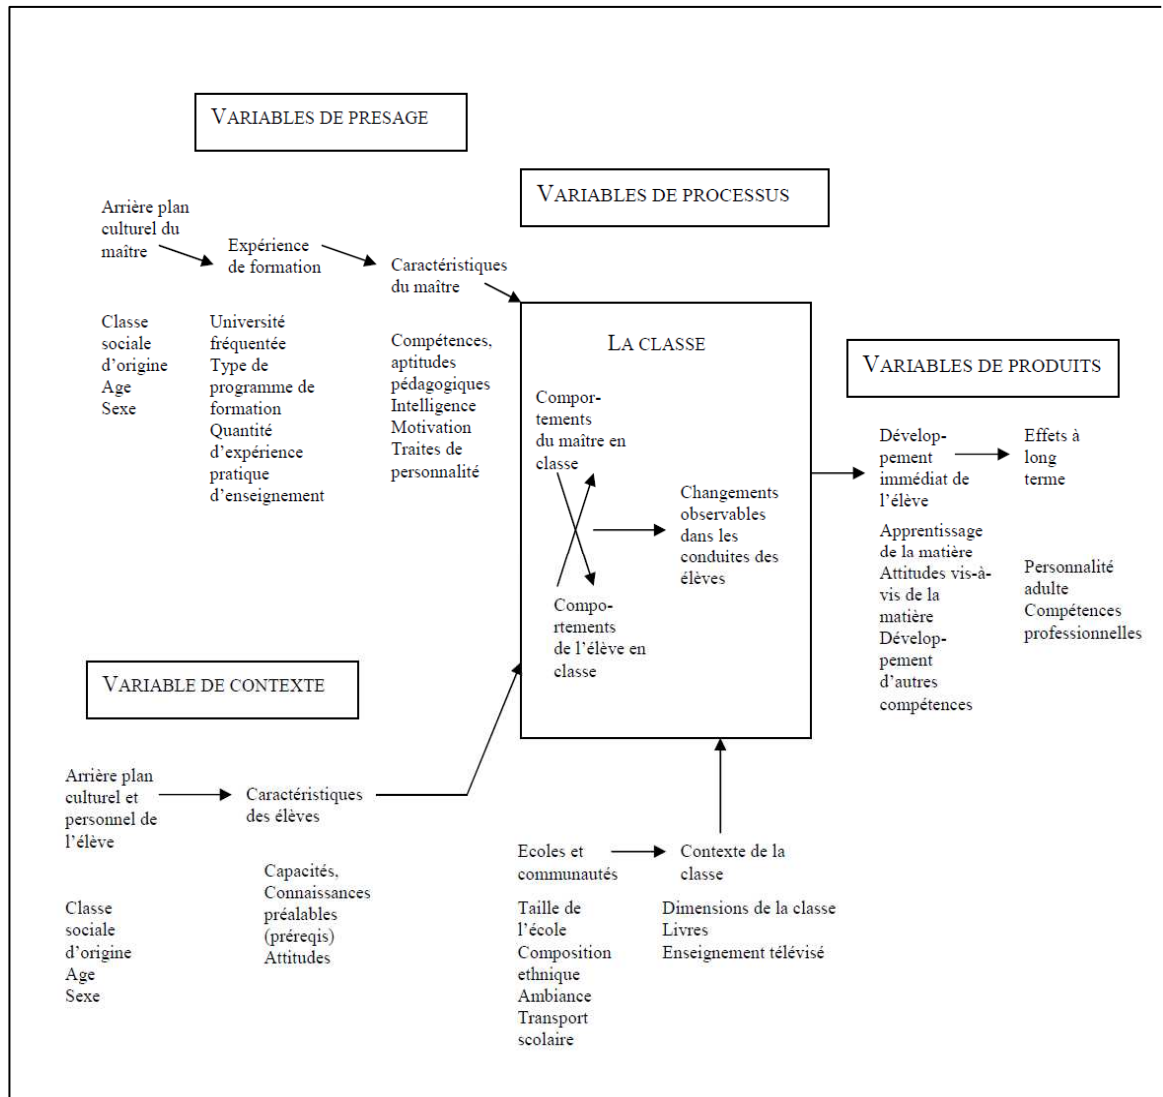 VARIABLES DE PRESAGE
VARIABLES DE PROCESSUS
Arrière plan
culturel du
maître
Expérience
de formation
Caractéristiques
du maître
Classe
sociale
d’origine
Age
Sexe
Université
fréquentée
Type de
programme de
formation
Quantité
d’expérience
pratique
d’enseignement
Compétences,
aptitudes
pédagogiques
Intelligence
Motivation
Traites de
personnalité
LA CLASSE
Compor-
tements
du maître en
classe
Changements
observables
dans les
conduites des
élèves
Compo-
rtements
de l’élève en
classe
VARIABLES DE PRODUITS
Dévelop-
pement
immédiat de
l’élève
Effets à
long
terme
Apprentissage
de la matière
Attitudes vis-à-
vis de la
matière
Dévelop-
pement
d’autres
compétences
Personnalité
adulte
Compétences
professionnelles
VARIABLE DE CONTEXTE
Arrière plan
culturel et
personnel de
l’élève
Caractéristiques
des élèves
Classe
sociale
d’origine
Age
Sexe
Capacités,
Connaissances
préalables
(préreqis)
Attitudes
Ecoles et
communautés
Contexte de la
classe
Taille de
l’école
Composition
ethnique
Ambiance
Transport
scolaire
Dimensions de la classe
Livres
Enseignement télévisé